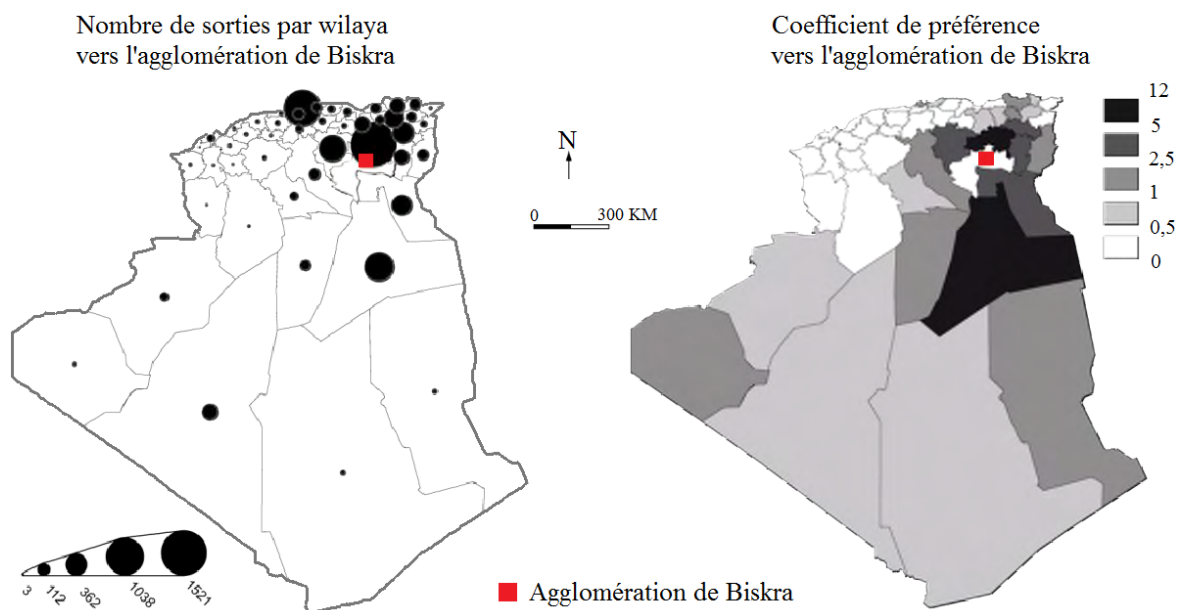 Nombre de sorties par wilaya
vers l'agglomération de Biskra
Coefficient de préférence
vers l'agglomération de Biskra
N
0 300 KM
12
5
2,5
1
0,5
0
3 112 362 1038 1521
Agglomération de Biskra